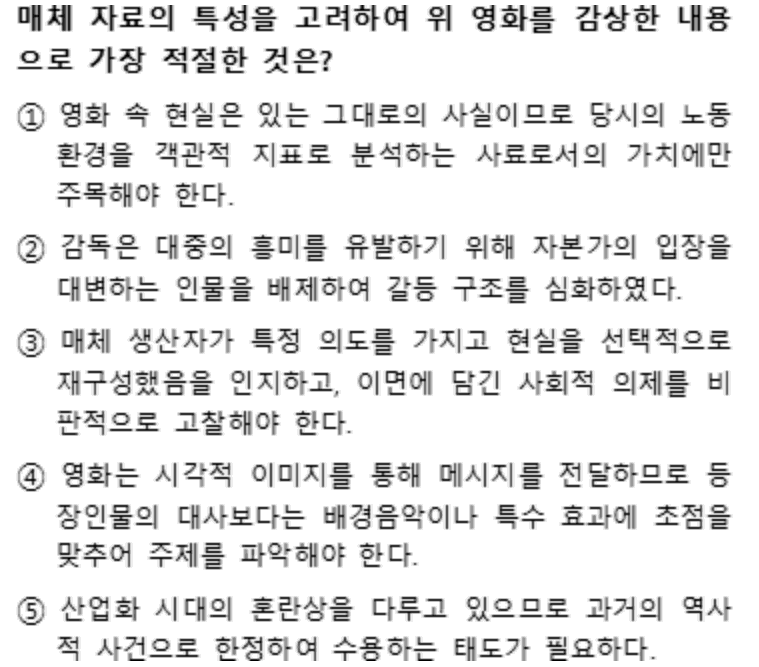 매체 자료의 특성을 고려하여 위 영화를 감상한 내용
으로 가장 적절한 것은?
① 영화 속 현실은 있는 그대로의 사실이므로 당시의 노동
환경을 객관적 지표로 분석하는 사료로서의 가치에만
주목해야 한다.
② 감독은 대중의 흥미를 유발하기 위해 자본가의 입장을
대변하는 인물을 배제하여 갈등 구조를 심화하였다.
③ 매체 생산자가 특정 의도를 가지고 현실을 선택적으로
재구성했음을 인지하고, 이면에 담긴 사회적 의제를 비
판적으로 고찰해야 한다.
④ 영화는 시각적 이미지를 통해 메시지를 전달하므로 등
장인물의 대사보다는 배경음악이나 특수 효과에 초점을
맞추어 주제를 파악해야 한다.
⑤ 산업화 시대의 혼란상을 다루고 있으므로 과거의 역사
적 사건으로 한정하여 수용하는 태도가 필요하다.